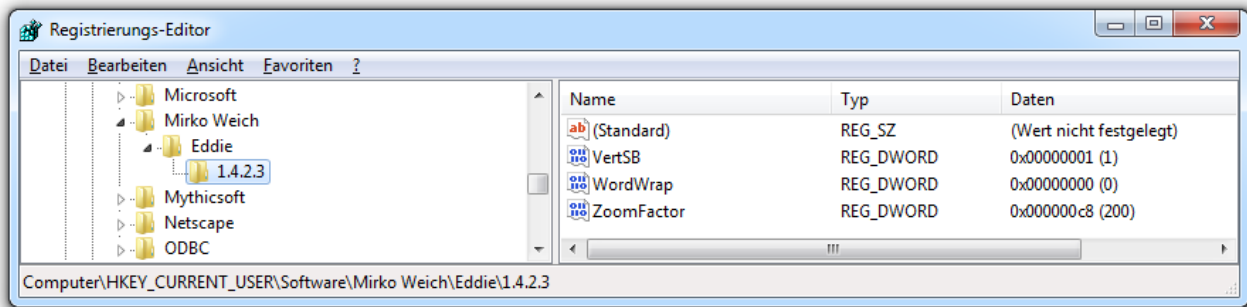 Registrierungs-Editor
Datei Bearbeiten Ansicht Favoriten ?
Microsoft
Mirko Weich
Eddie
1.4.2.3
Mythicsoft
Netscape
ODBC
Name Typ Daten
(Standard) REG_SZ (Wert nicht festgelegt)
VertSB REG_DWORD 0x00000001 (1)
WordWrap REG_DWORD 0x00000000 (0)
ZoomFactor REG_DWORD 0x000000c8 (200)
Computer\HKEY_CURRENT_USER\Software\Mirko Weich\Eddie\1.4.2.3